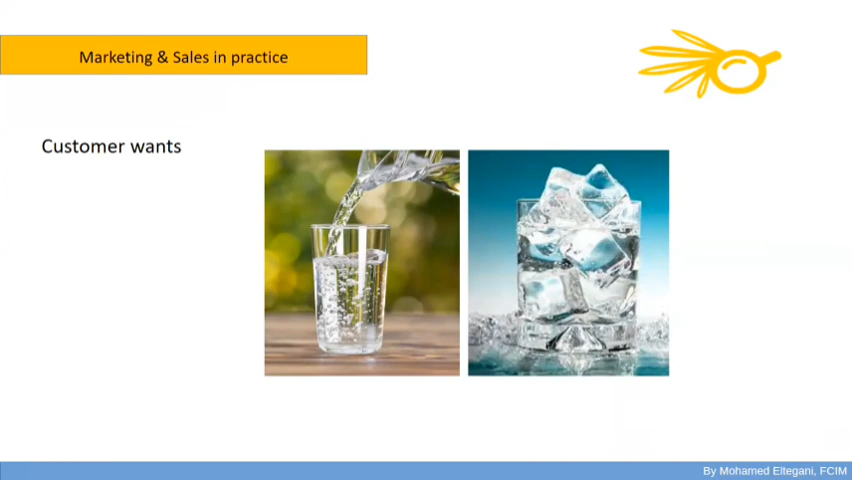 Marketing & Sales in practice
Customer wants
By Mohamed Eltegani, FCIM